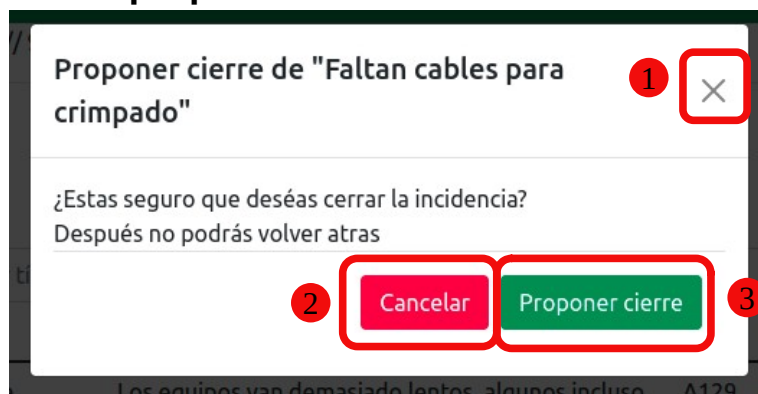 Proponer cierre de "Faltan cables para
crimpado"
1
¿Estas seguro que deséas cerrar la incidencia?
Después no podrás volver atras
2
Cancelar
Proponer cierre
3
Los equipos van demasiado lentos, algunos incluso
A129